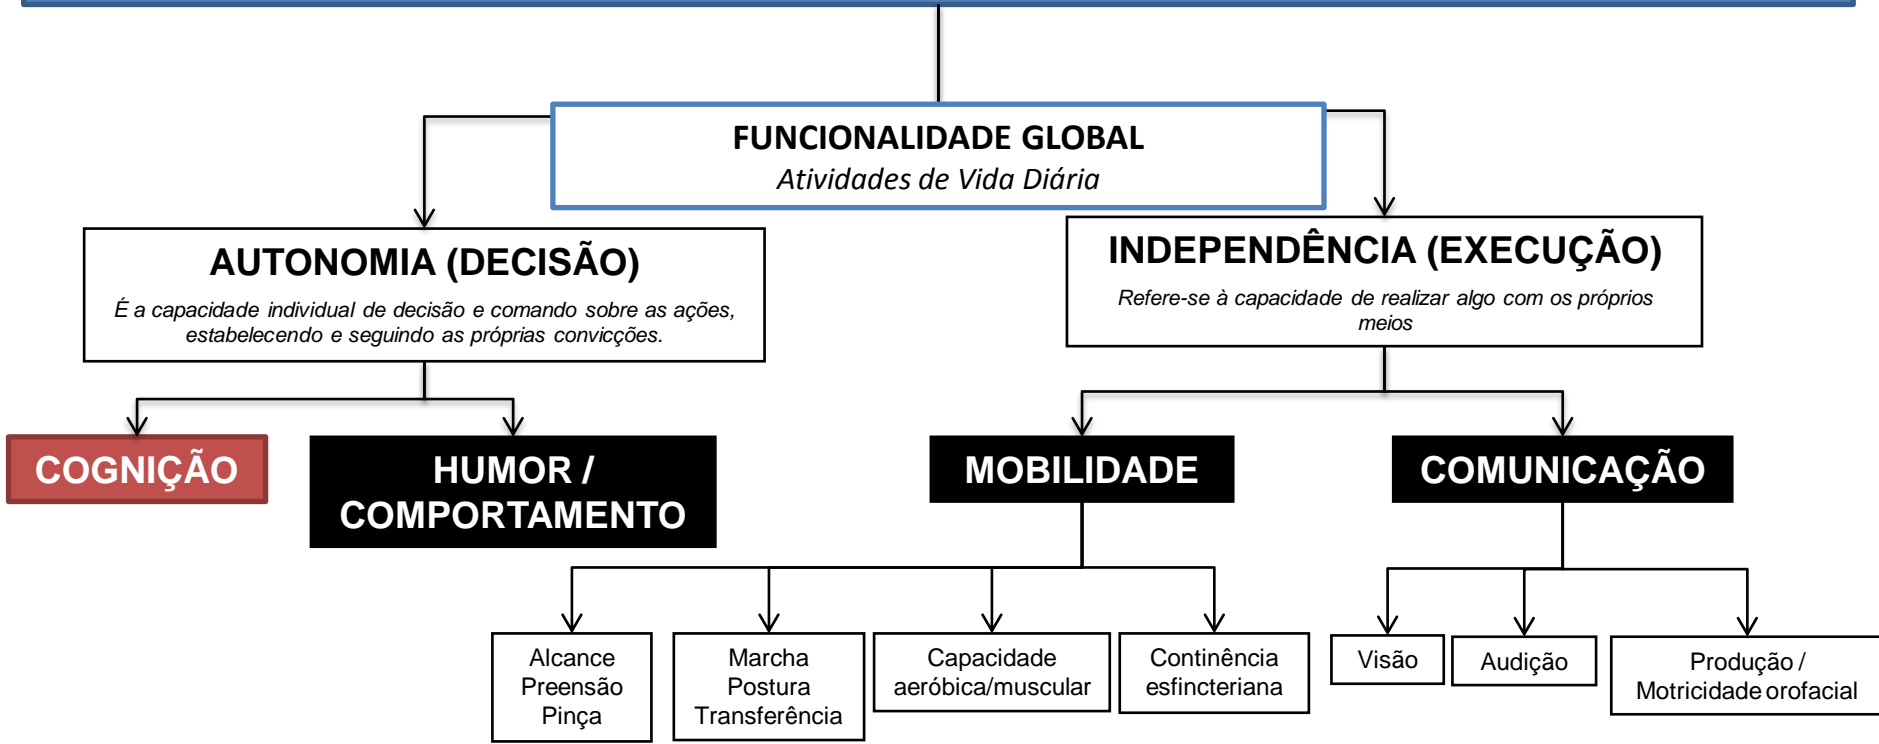 FUNCIONALIDADE GLOBAL
Atividades de Vida Diária
AUTONOMIA (DECISÃO)
É a capacidade individual de decisão e comando sobre as ações,
estabelecendo e seguindo as próprias convicções.
INDEPENDÊNCIA (EXECUÇÃO)
Refere-se à capacidade de realizar algo com os próprios
meios
COGNIÇÃO
HUMOR /
COMPORTAMENTO
MOBILIDADE
COMUNICAÇÃO
Alcance
Preensão
Pinça
Marcha
Postura
Transferência
Capacidade
aeróbica/muscular
Continência
esfincteriana
Visão
Audição
Produção /
Motricidade orofacial